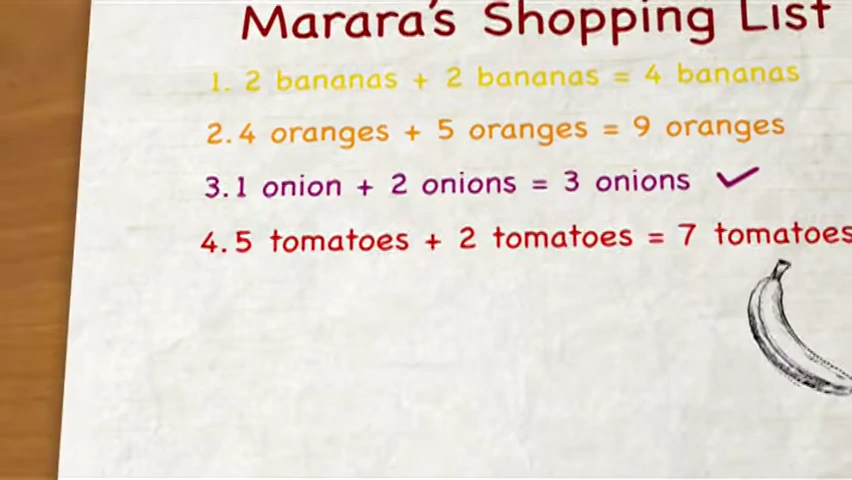 Marara's Shopping List
1. 2 bananas + 2 bananas = 4 bananas
2. 4 oranges + 5 oranges = 9 oranges
3. 1 onion + 2 onions = 3 onions ✓
4. 5 tomatoes + 2 tomatoes = 7 tomatoes